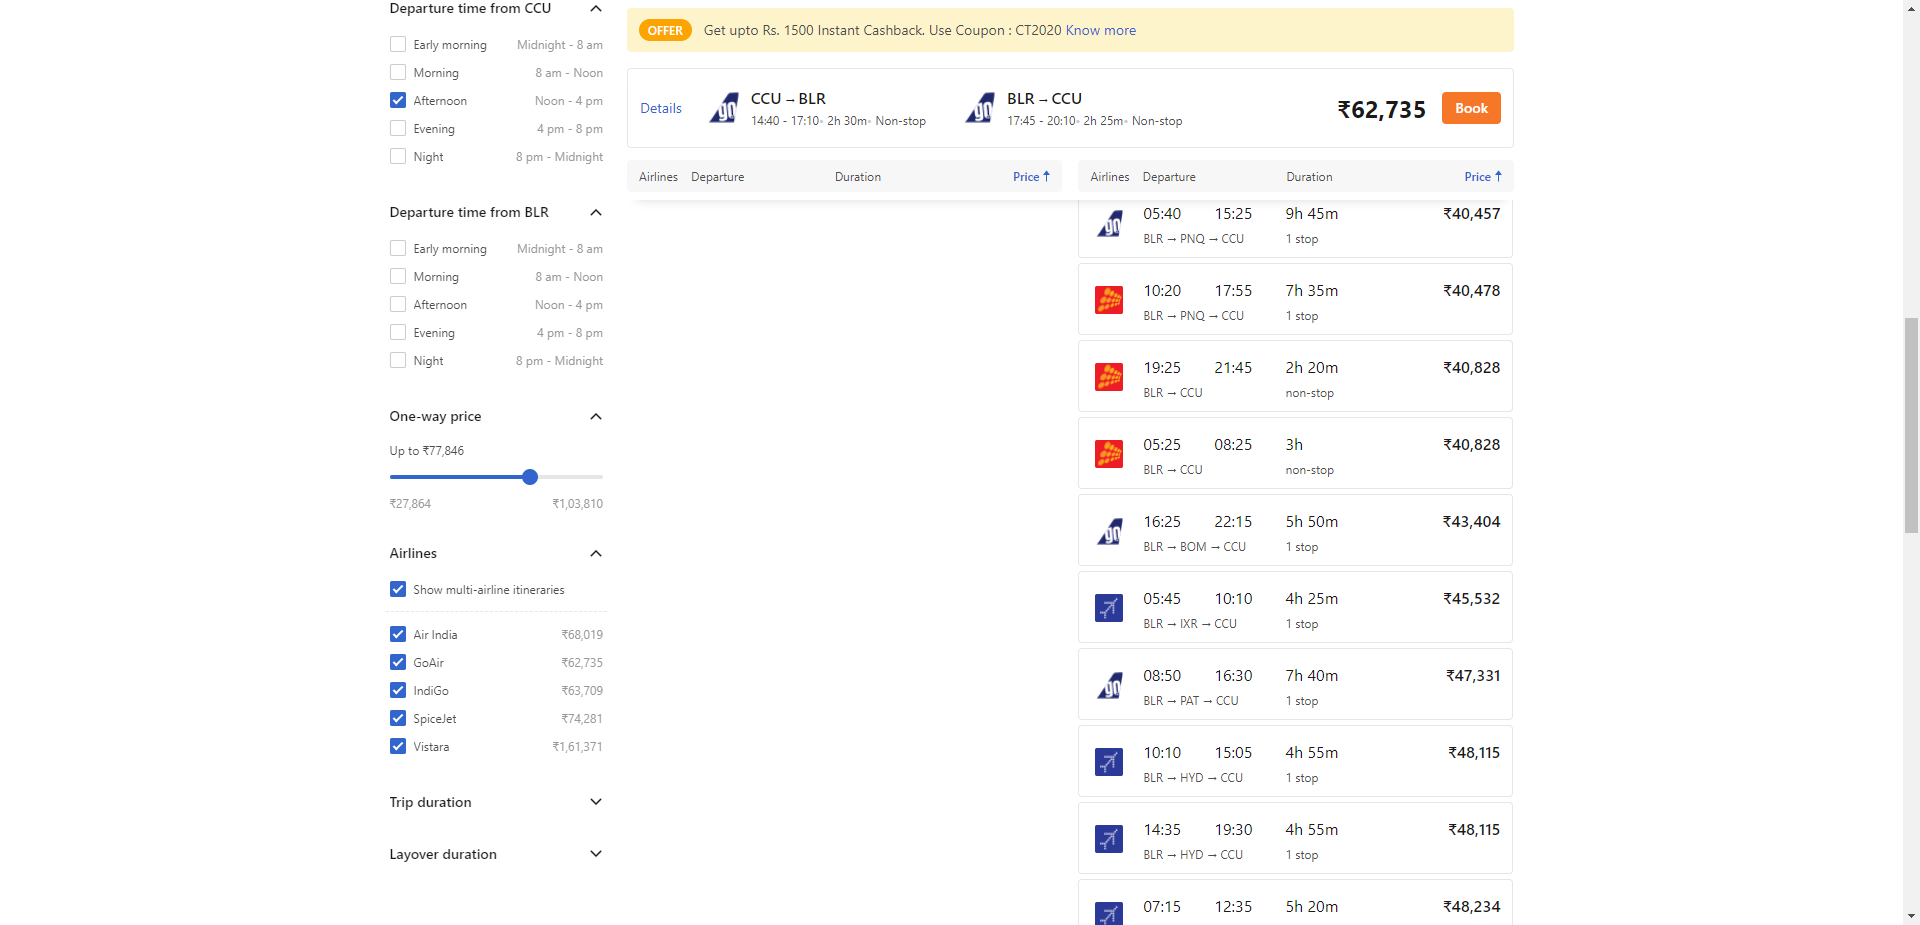 Departure time from CCU
Early morning Midnight - 8 am
Morning 8 am - Noon
Afternoon Noon - 4 pm
Evening 4 pm - 8 pm
Night 8 pm - Midnight
Departure time from BLR
Early morning Midnight - 8 am
Morning 8 am - Noon
Afternoon Noon - 4 pm
Evening 4 pm - 8 pm
Night 8 pm - Midnight
One-way price
Up to ₹77,846
₹27,864 ₹1,03,810
Airlines
Show multi-airline itineraries
Air India ₹68,019
GoAir ₹62,735
IndiGo ₹63,709
SpiceJet ₹74,281
Vistara ₹1,61,371
Trip duration
Layover duration
OFFER Get upto Rs. 1500 Instant Cashback. Use Coupon : CT2020 Know more
Details
go
CCU → BLR
14:40 - 17:10• 2h 30m• Non-stop
go
BLR → CCU
17:45 - 20:10• 2h 25m• Non-stop
₹62,735
Book
Airlines Departure Duration Price ↑
Airlines Departure Duration Price ↑
go
05:40 15:25 9h 45m ₹40,457
BLR → PNQ → CCU 1 stop
10:20 17:55 7h 35m ₹40,478
BLR → PNQ → CCU 1 stop
19:25 21:45 2h 20m ₹40,828
BLR → CCU non-stop
05:25 08:25 3h ₹40,828
BLR → CCU non-stop
go
16:25 22:15 5h 50m ₹43,404
BLR → BOM → CCU 1 stop
05:45 10:10 4h 25m ₹45,532
BLR → IXR → CCU 1 stop
go
08:50 16:30 7h 40m ₹47,331
BLR → PAT → CCU 1 stop
10:10 15:05 4h 55m ₹48,115
BLR → HYD → CCU 1 stop
14:35 19:30 4h 55m ₹48,115
BLR → HYD → CCU 1 stop
07:15 12:35 5h 20m ₹48,234